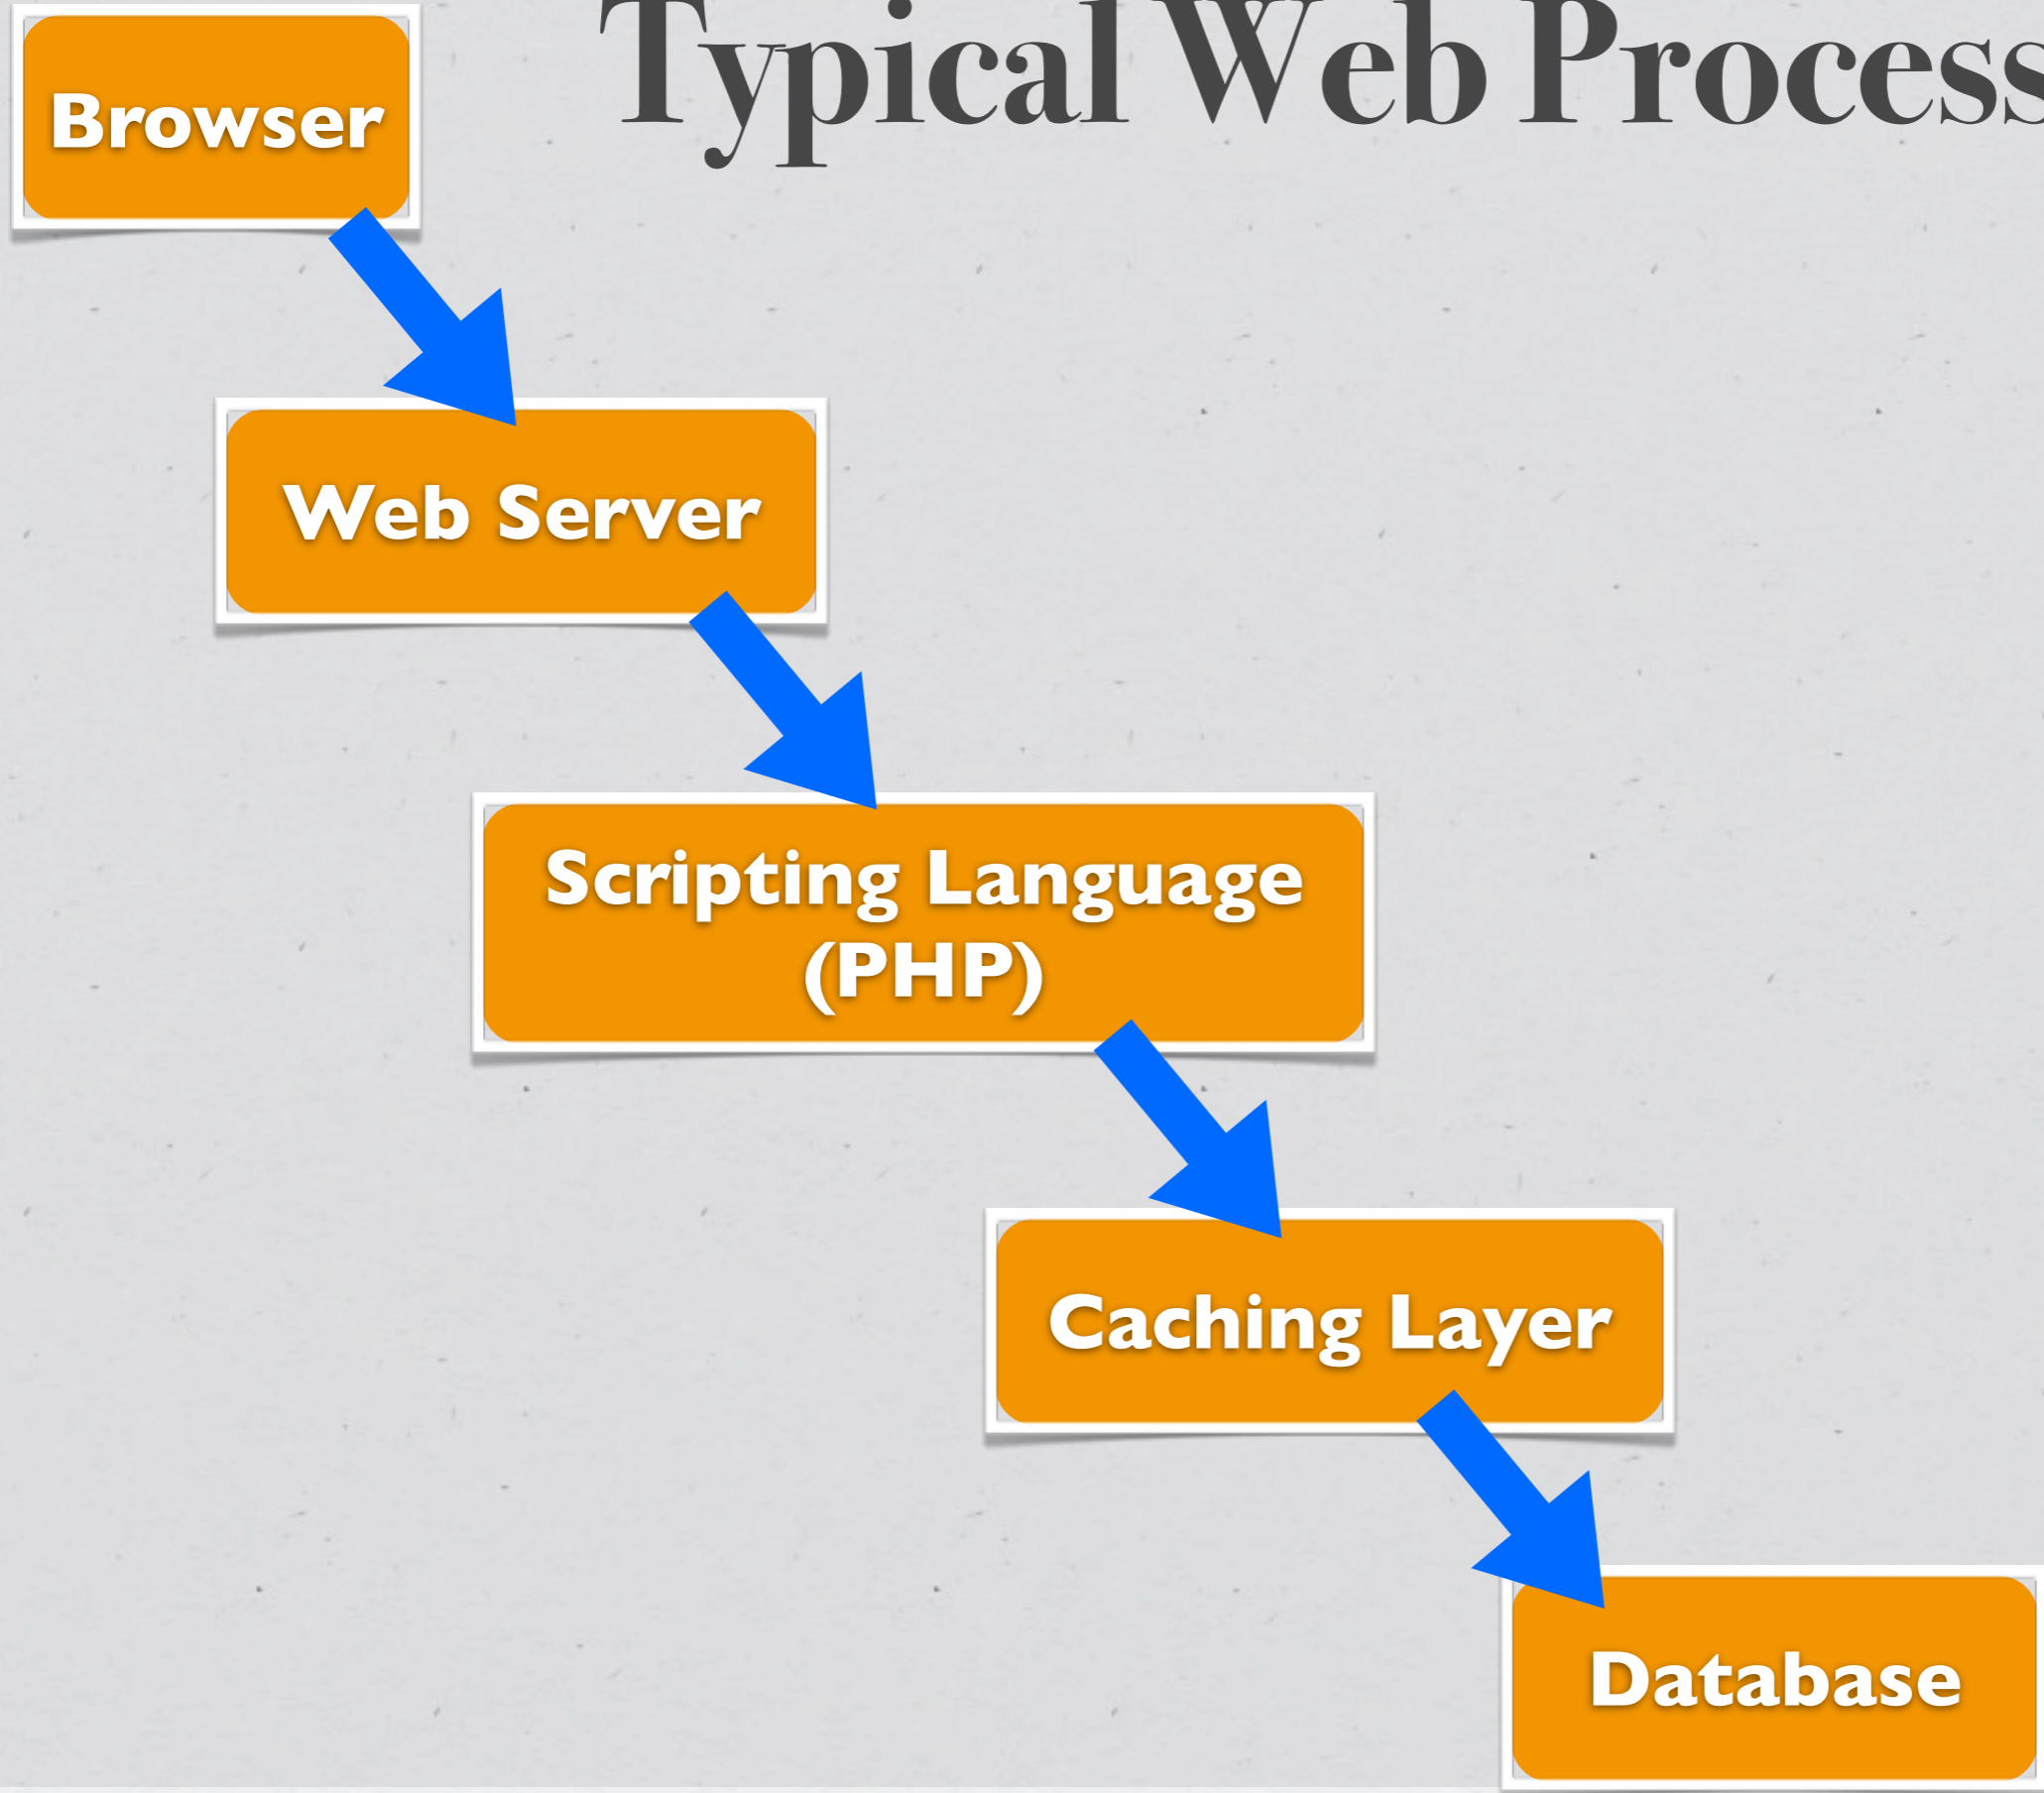 Typical Web Process
Browser
Web Server
Scripting Language
(PHP)
Caching Layer
Database